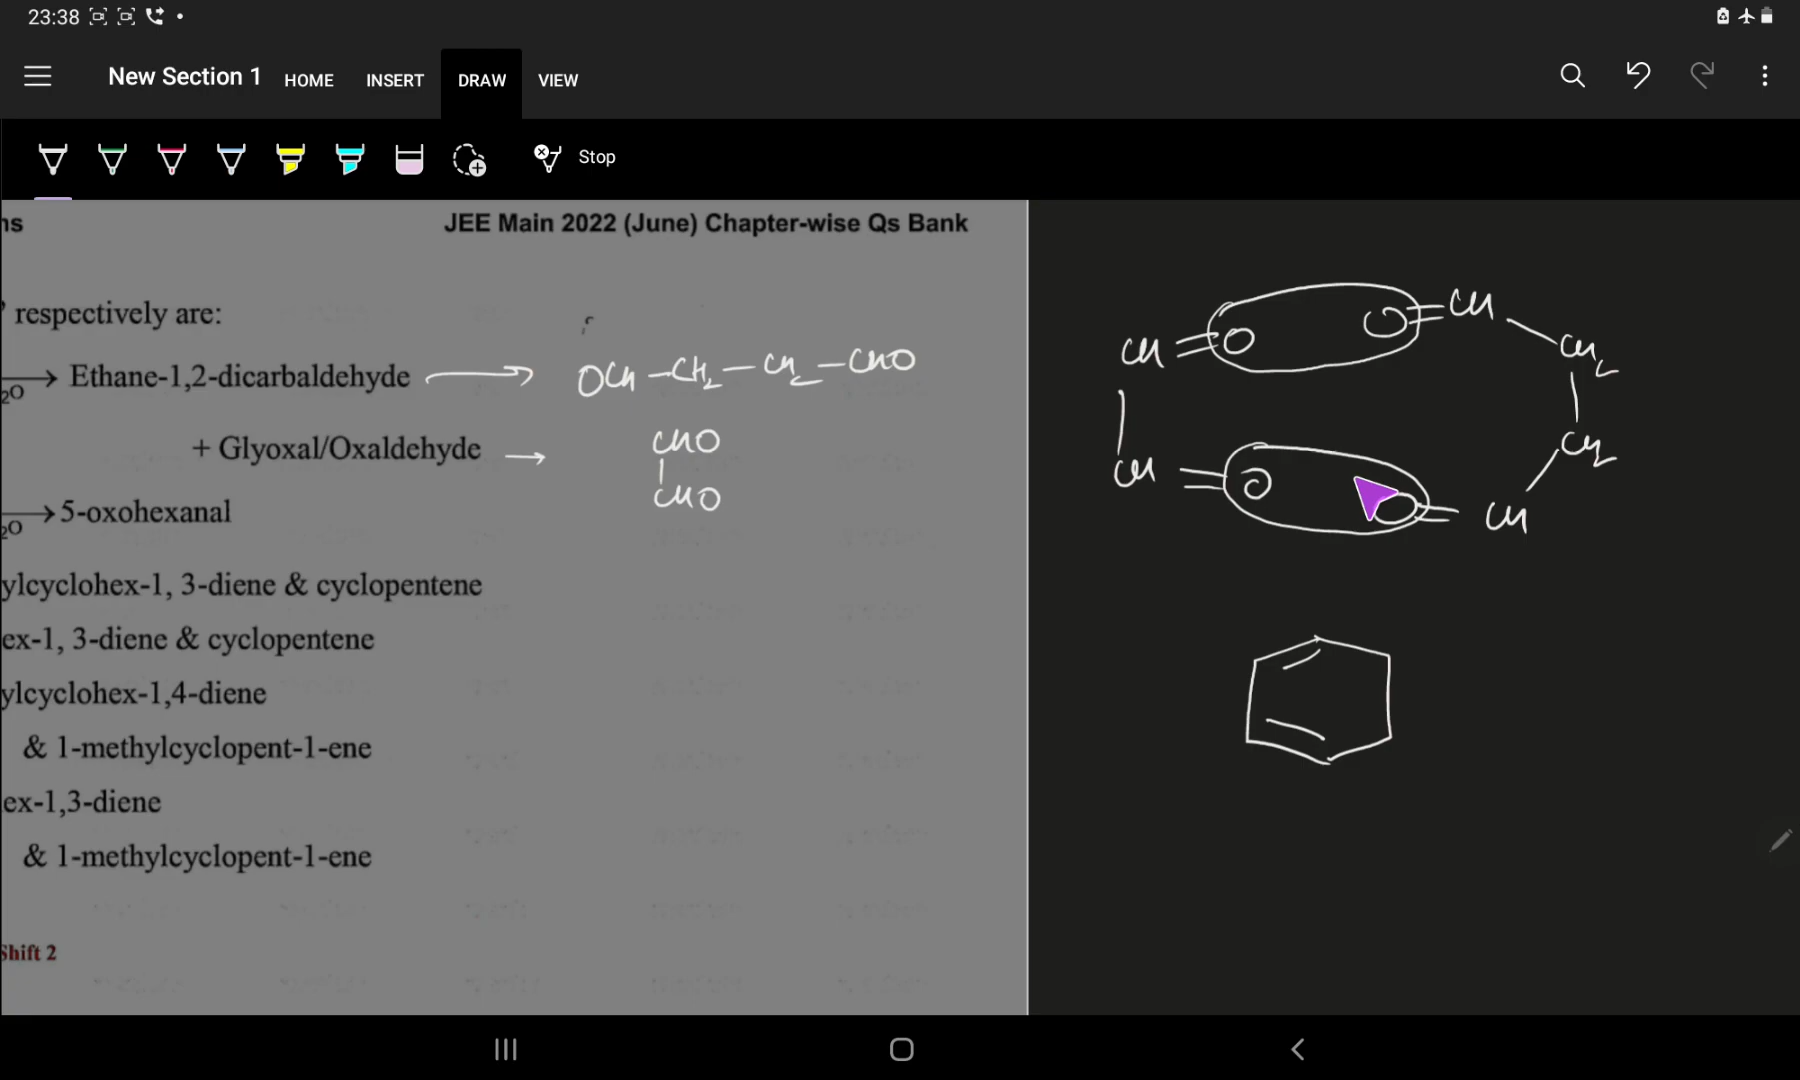 23:38
New Section 1 HOME INSERT DRAW VIEW
Stop
ns JEE Main 2022 (June) Chapter-wise Qs Bank
' respectively are:
2O → Ethane-1,2-dicarbaldehyde → OCH – CH2 – CH2 – CHO
+ Glyoxal/Oxaldehyde → CHO
CHO
2O → 5-oxohexanal
ylcyclohex-1, 3-diene & cyclopentene
ex-1, 3-diene & cyclopentene
ylcyclohex-1,4-diene
& 1-methylcyclopent-1-ene
ex-1,3-diene
& 1-methylcyclopent-1-ene
Shift 2
CH=O O=CH
CH2
CH2
CH=O O=CH